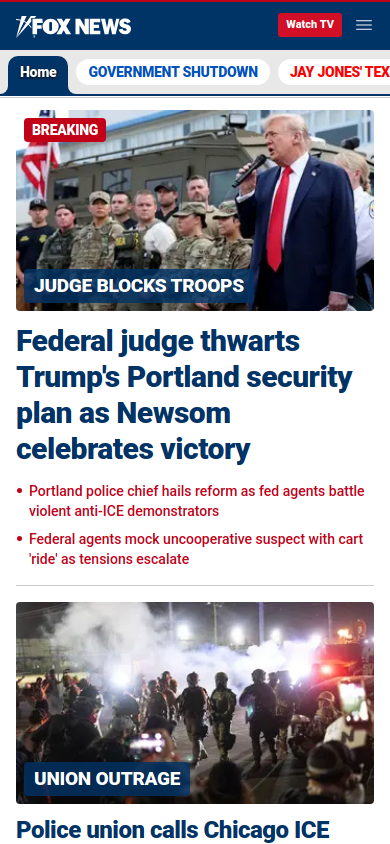 FOX NEWS
Watch TV
Home
GOVERNMENT SHUTDOWN
JAY JONES' TEX
BREAKING
JUDGE BLOCKS TROOPS
Federal judge thwarts
Trump's Portland security
plan as Newsom
celebrates victory
• Portland police chief hails reform as fed agents battle
violent anti-ICE demonstrators
• Federal agents mock uncooperative suspect with cart
'ride' as tensions escalate
UNION OUTRAGE
Police union calls Chicago ICE